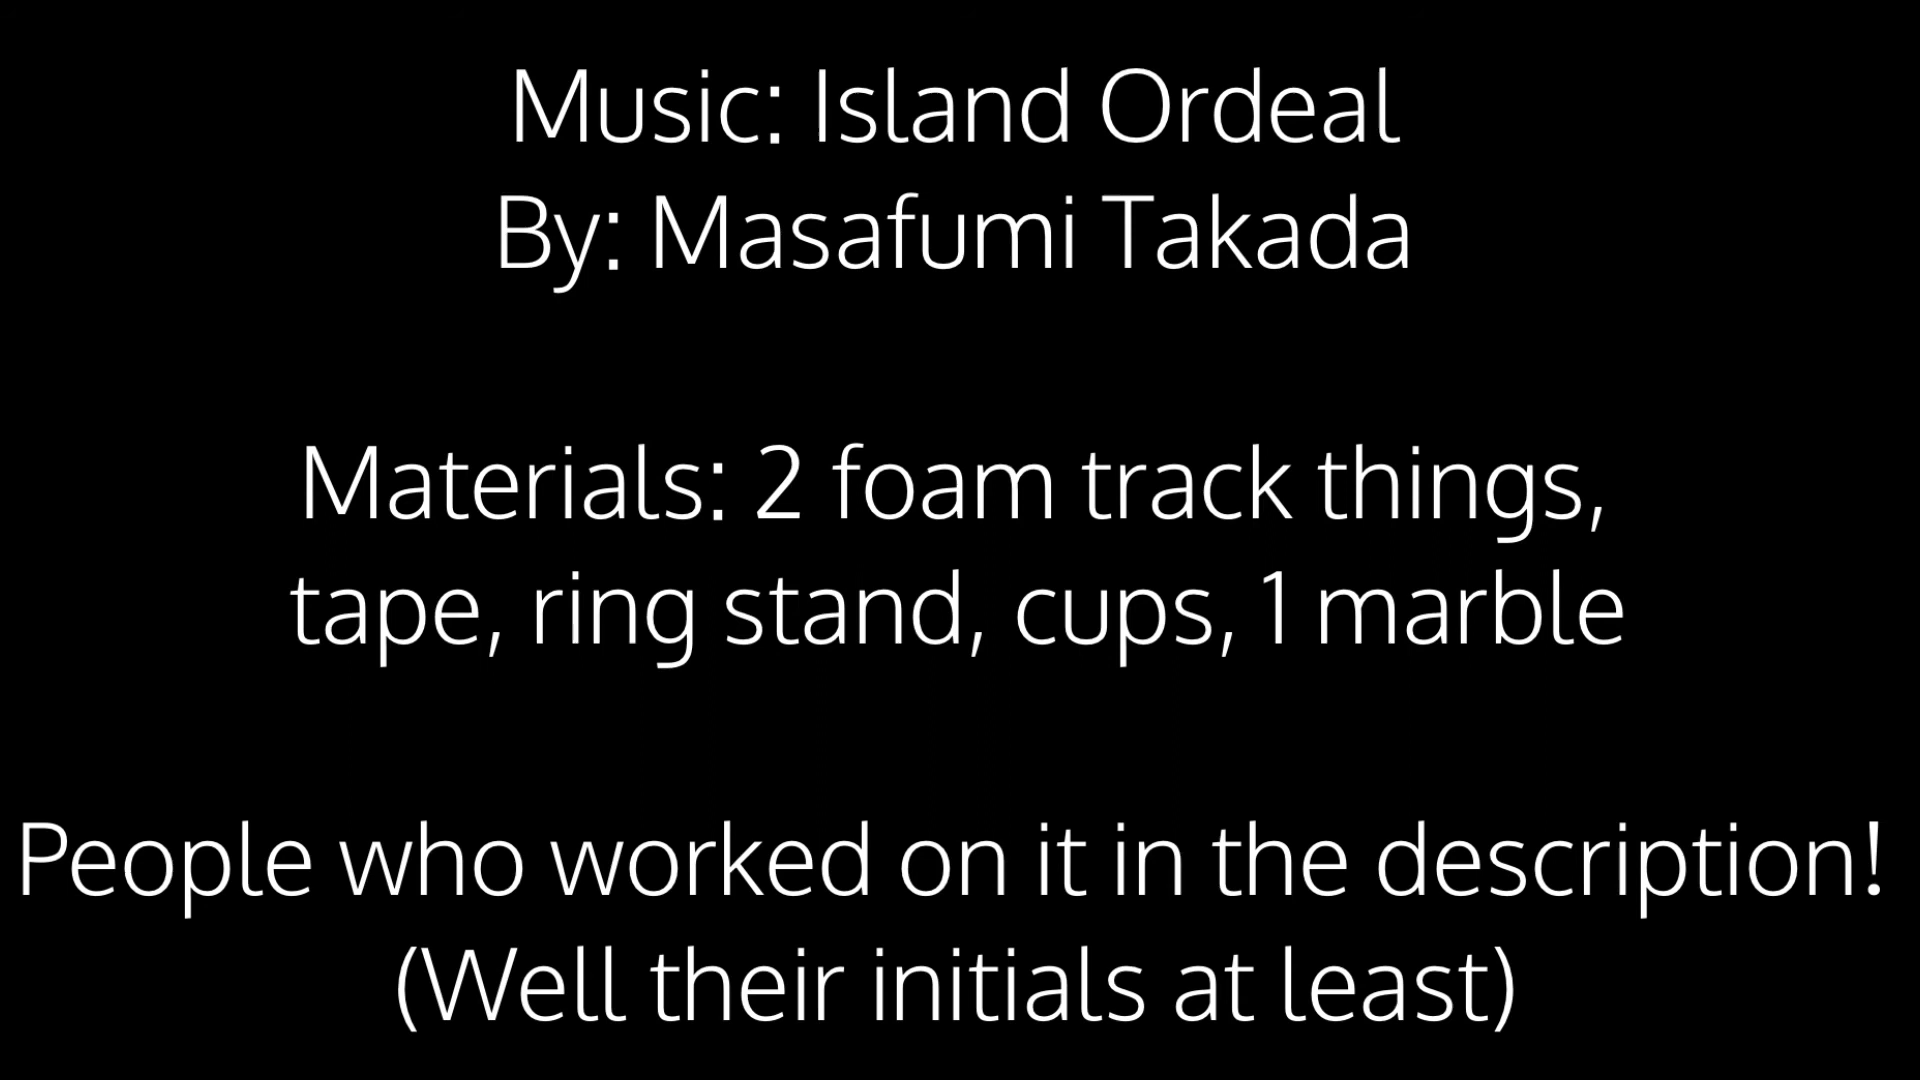 Music: Island Ordeal
By: Masafumi Takada
Materials: 2 foam track things,
tape, ring stand, cups, 1 marble
People who worked on it in the description!
(Well their initials at least)